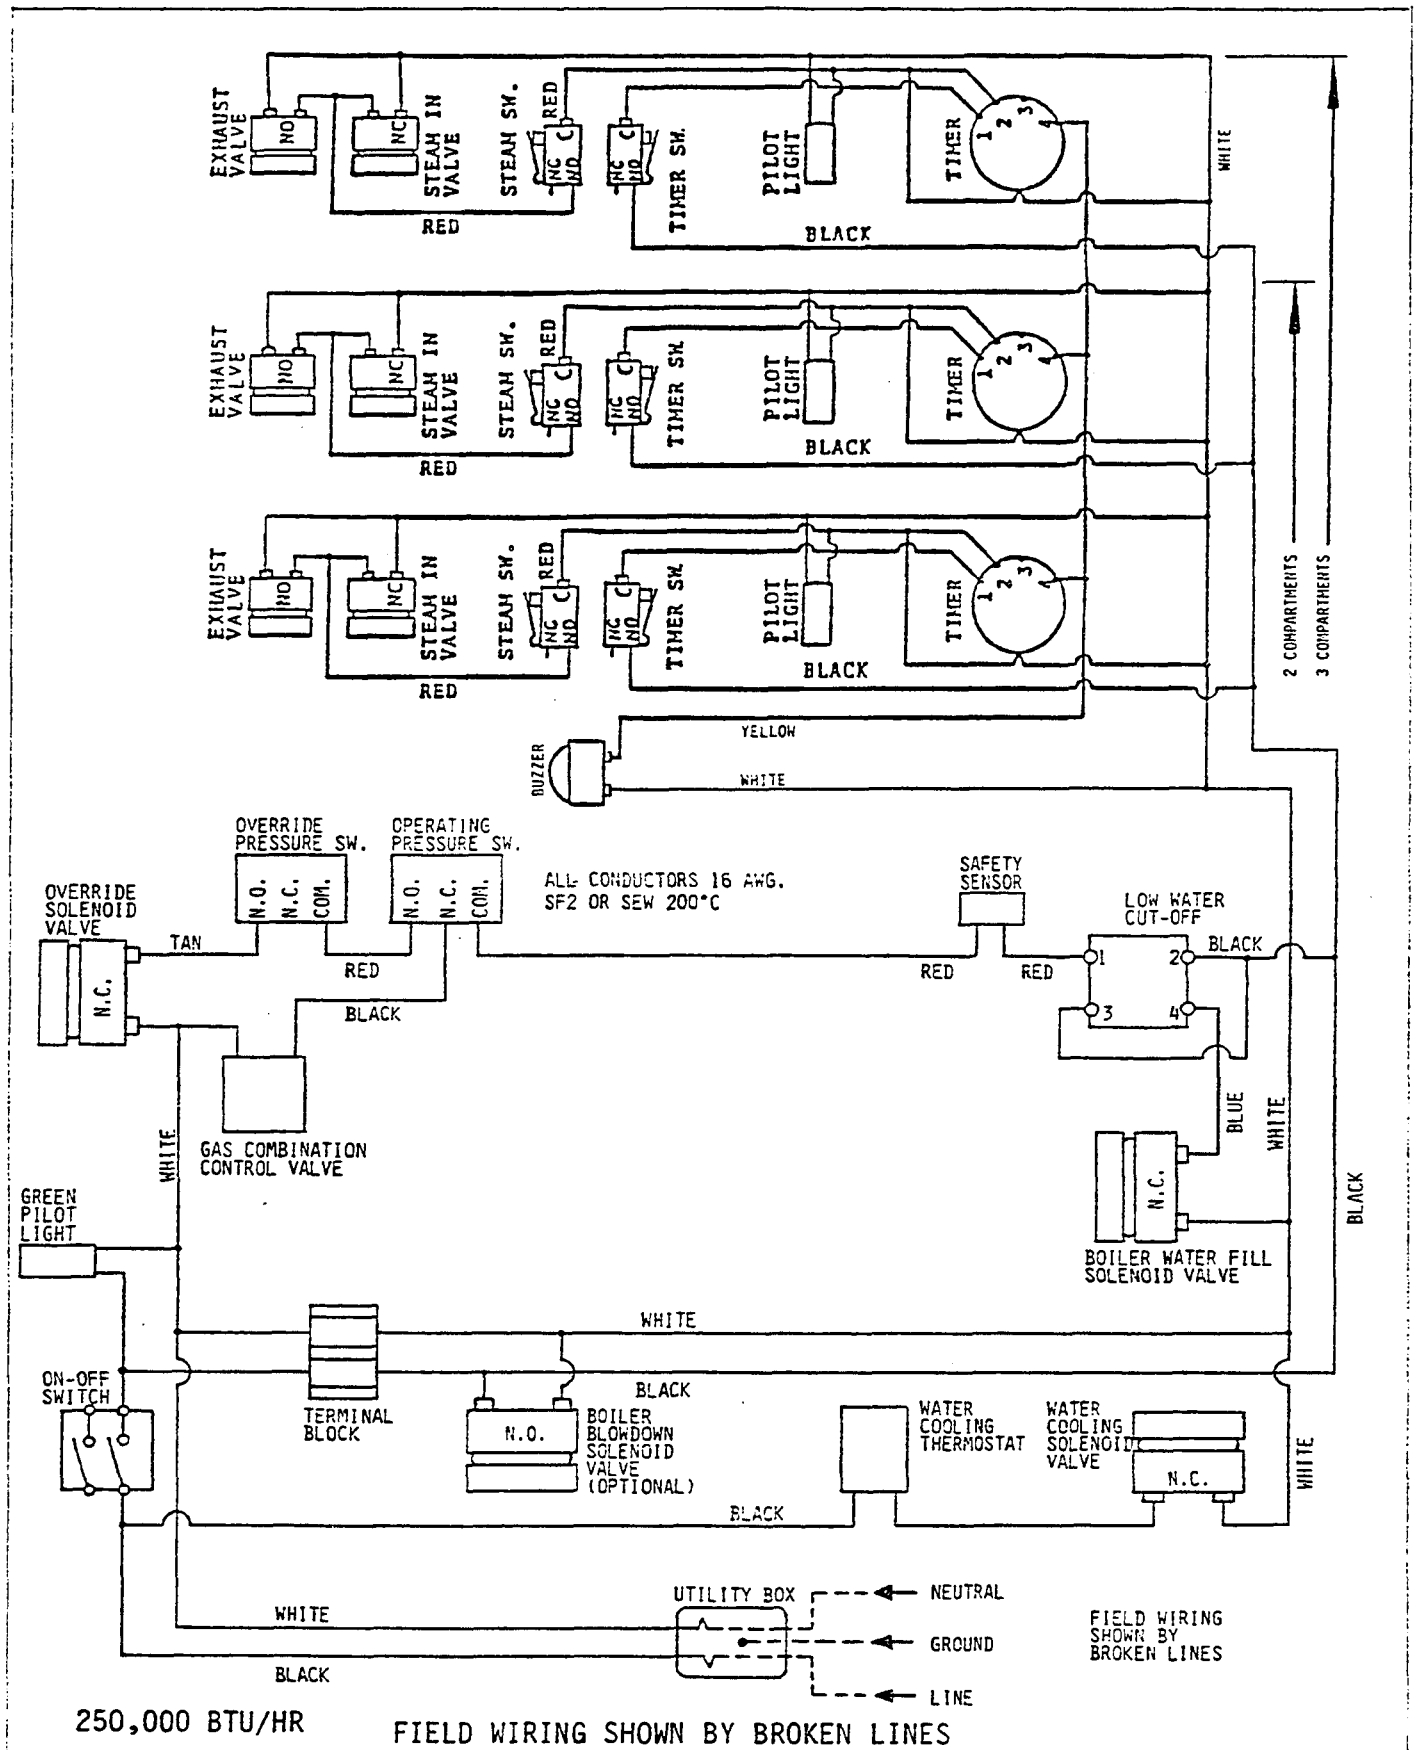 EXHAUST
VALVE
NO
NC
STEAM IN
VALVE
RED
STEAM SW.
RED
C
NC
NO
C
NC
NO
TIMER SW.
PILOT
LIGHT
BLACK
TIMER
1
2
3
4
WHITE
EXHAUST
VALVE
NO
NC
STEAM IN
VALVE
RED
STEAM SW.
RED
C
NC
NO
C
NC
NO
TIMER SW.
PILOT
LIGHT
BLACK
TIMER
1
2
3
4
EXHAUST
VALVE
NO
NC
STEAM IN
VALVE
RED
STEAM SW.
RED
C
NC
NO
C
NC
NO
TIMER SW.
PILOT
LIGHT
BLACK
TIMER
1
2
3
4
2 COMPARTMENTS
3 COMPARTMENTS
YELLOW
BUZZER
WHITE
OVERRIDE
PRESSURE SW.
N.O.
N.C.
COM.
OPERATING
PRESSURE SW.
N.O.
N.C.
COM.
ALL CONDUCTORS 16 AWG.
SF2 OR SEW 200°C
SAFETY
SENSOR
LOW WATER
CUT-OFF
OVERRIDE
SOLENOID
VALVE
N.C.
TAN
RED
BLACK
RED
RED
1
2
3
4
BLACK
GAS COMBINATION
CONTROL VALVE
WHITE
BLUE
WHITE
BLACK
N.C.
BOILER WATER FILL
SOLENOID VALVE
GREEN
PILOT
LIGHT
WHITE
BLACK
ON-OFF
SWITCH
TERMINAL
BLOCK
N.O.
BOILER
BLOWDOWN
SOLENOID
VALVE
(OPTIONAL)
WATER
COOLING
THERMOSTAT
WATER
COOLING
SOLENOID
VALVE
N.C.
WHITE
BLACK
UTILITY BOX
WHITE
BLACK
NEUTRAL
GROUND
LINE
FIELD WIRING
SHOWN BY
BROKEN LINES
250,000 BTU/HR
FIELD WIRING SHOWN BY BROKEN LINES